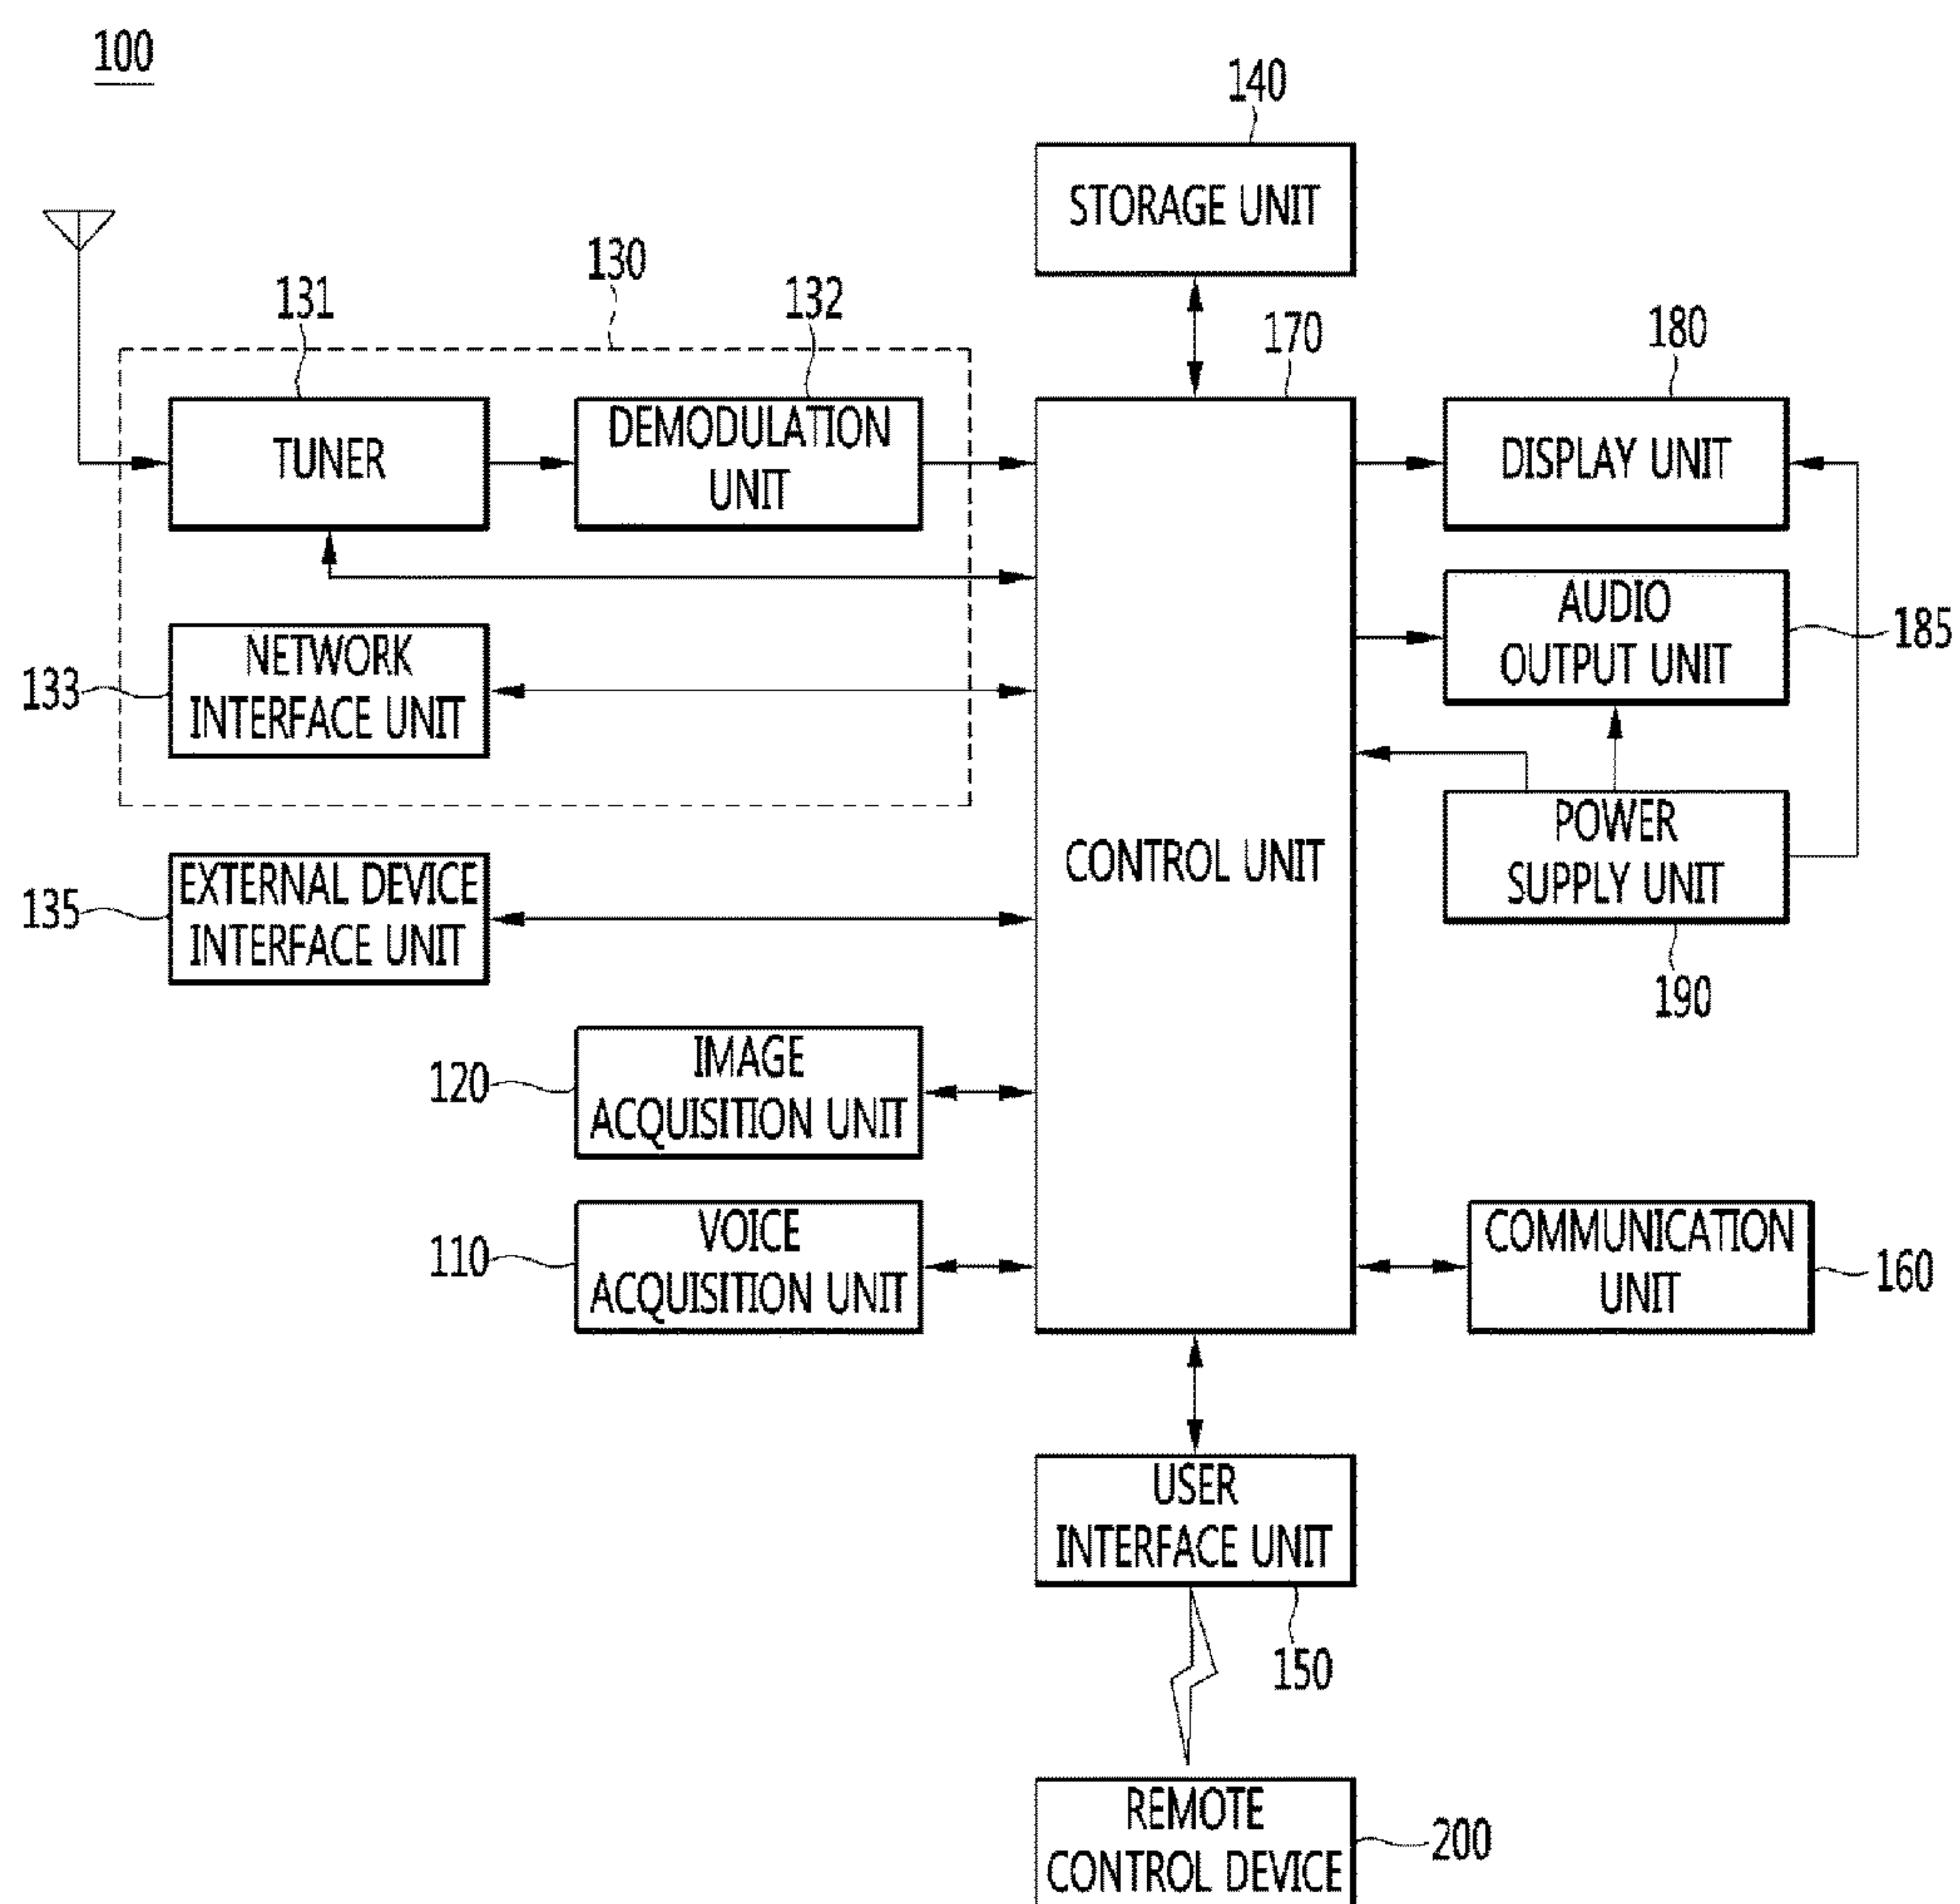 100
140
STORAGE UNIT
130
131
132
170
180
TUNER
DEMODULATION
UNIT
DISPLAY UNIT
AUDIO
OUTPUT UNIT
185
NETWORK
INTERFACE UNIT
133
CONTROL UNIT
POWER
SUPPLY UNIT
190
EXTERNAL DEVICE
INTERFACE UNIT
135
IMAGE
ACQUISITION UNIT
120
VOICE
ACQUISITION UNIT
110
COMMUNICATION
UNIT
160
USER
INTERFACE UNIT
150
REMOTE
CONTROL DEVICE
200